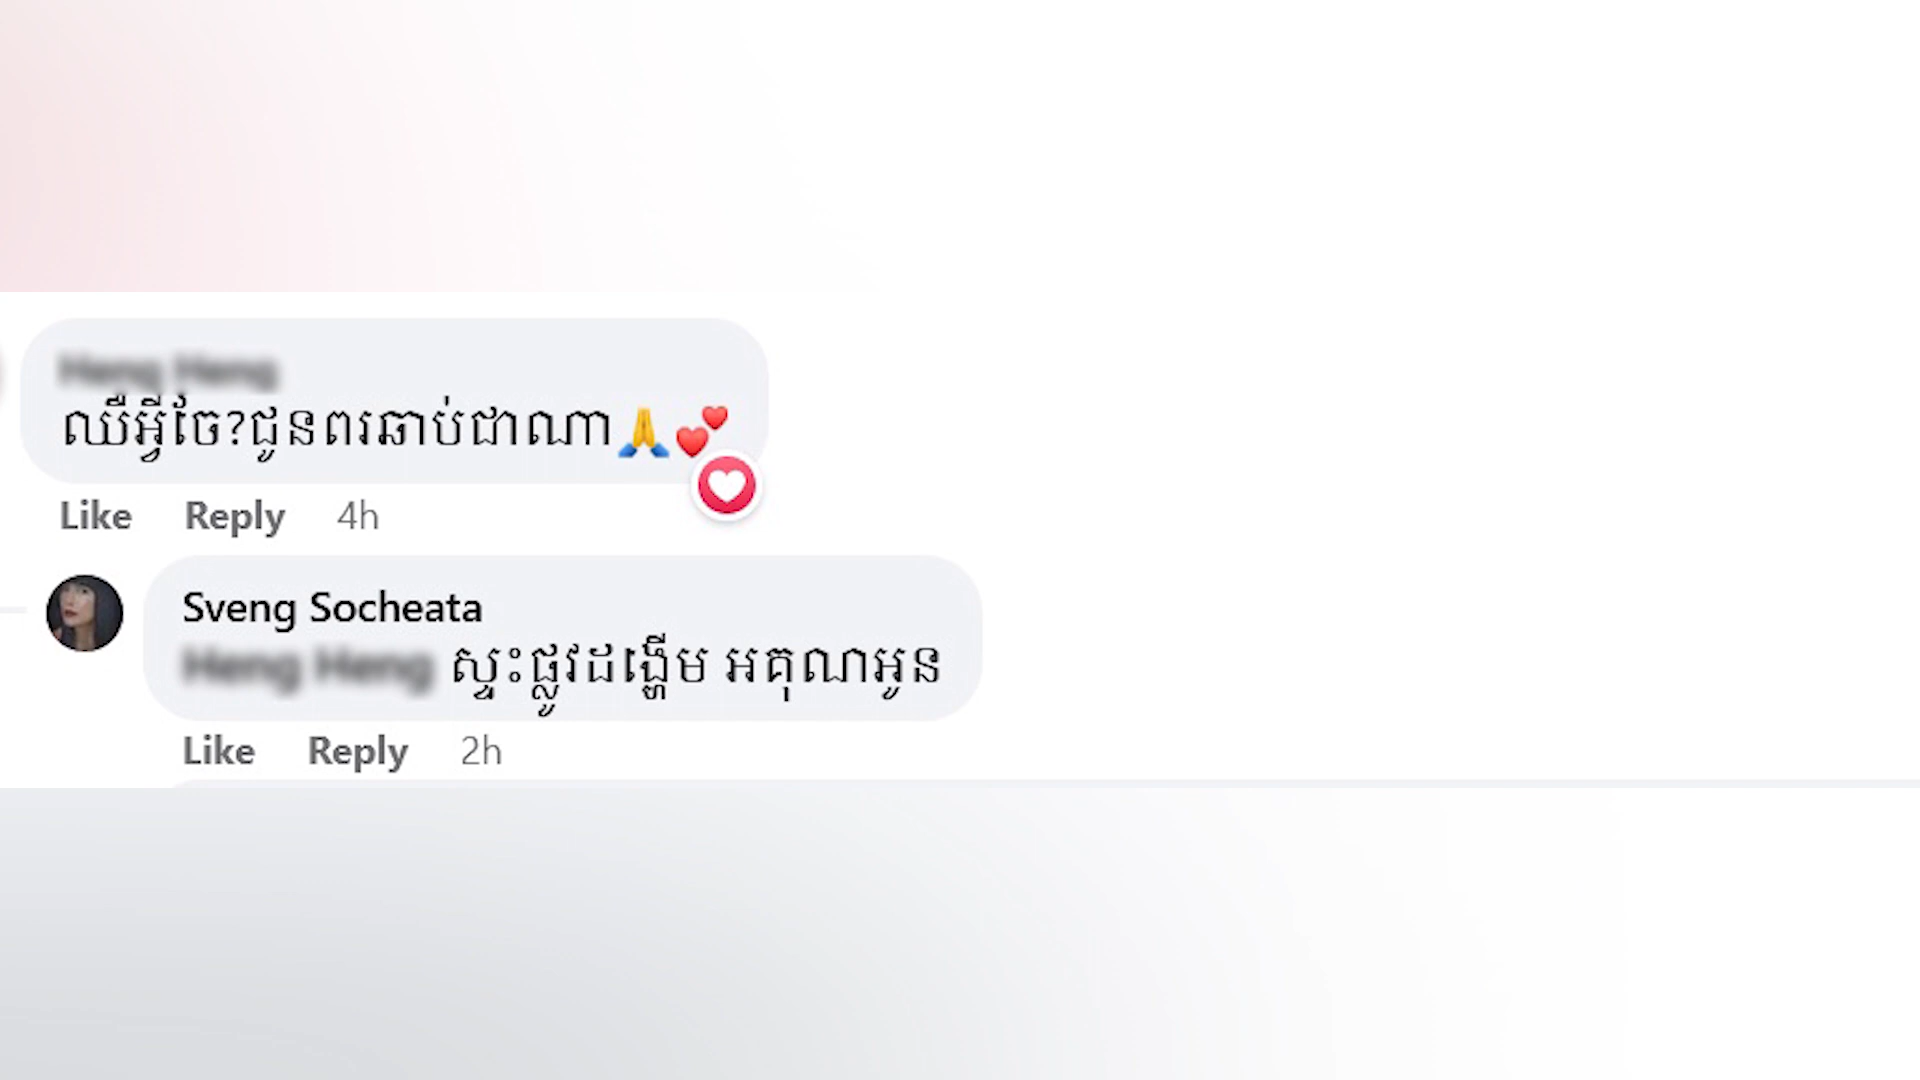 ឈឺអ្វីចែ?ជូនពរឆាប់ជាណា🙏💕
Like Reply 4h
Sveng Socheata
ស្ទះផ្លូវដង្ហើម អគុណអូន
Like Reply 2h